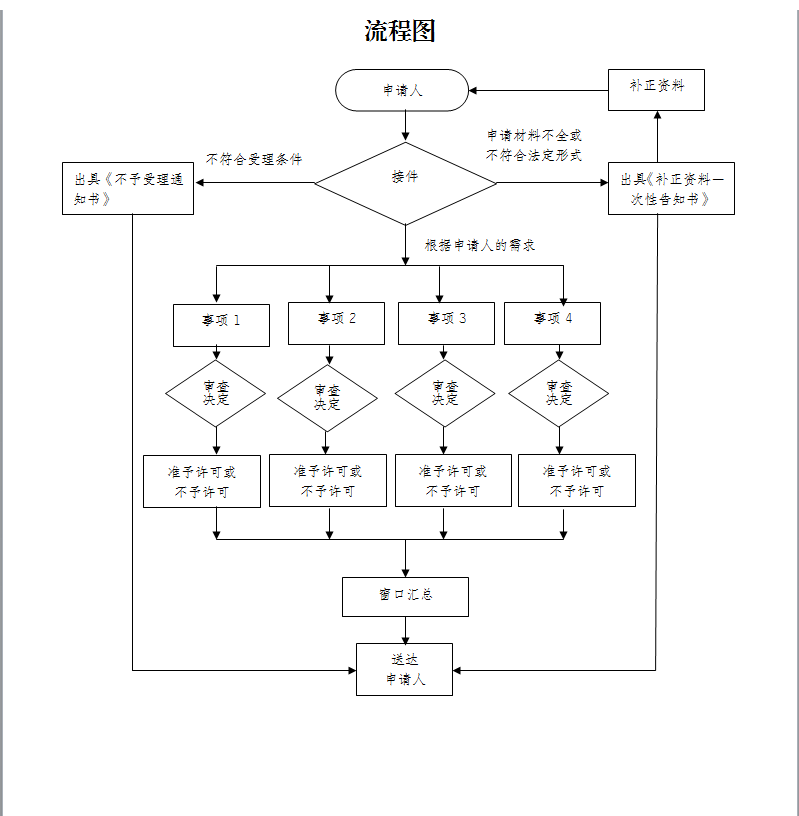 流程图
申请人
补正资料
申请材料不全或
不符合法定形式
不符合受理条件
接件
出具《不予受理通
知书》
出具《补正资料一
次性告知书》
根据申请人的需求
事项 1
事项 2
事项 3
事项 4
审查
决定
审查
决定
审查
决定
审查
决定
准予许可或
不予许可
准予许可或
不予许可
准予许可或
不予许可
准予许可或
不予许可
窗口汇总
送达
申请人